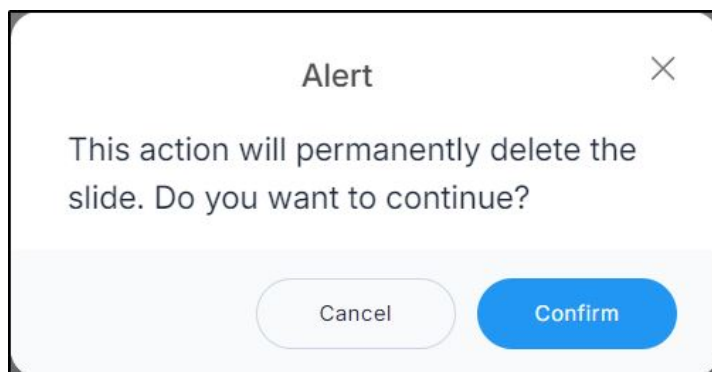 Alert
This action will permanently delete the
slide. Do you want to continue?
Cancel
Confirm